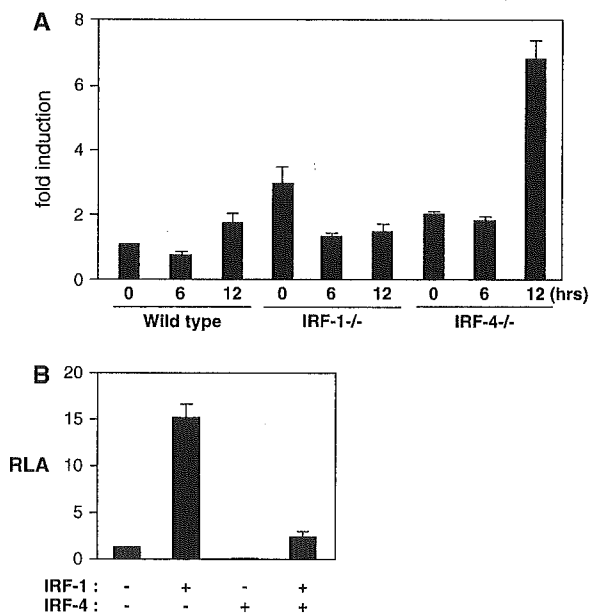 A
8
6
4
2
0
fold induction
0 6 12 0 6 12 0 6 12 (hrs)
Wild type IRF-1-/- IRF-4-/-
B
20
15
10
5
0
RLA
IRF-1 : - + - +
IRF-4 : - - + +